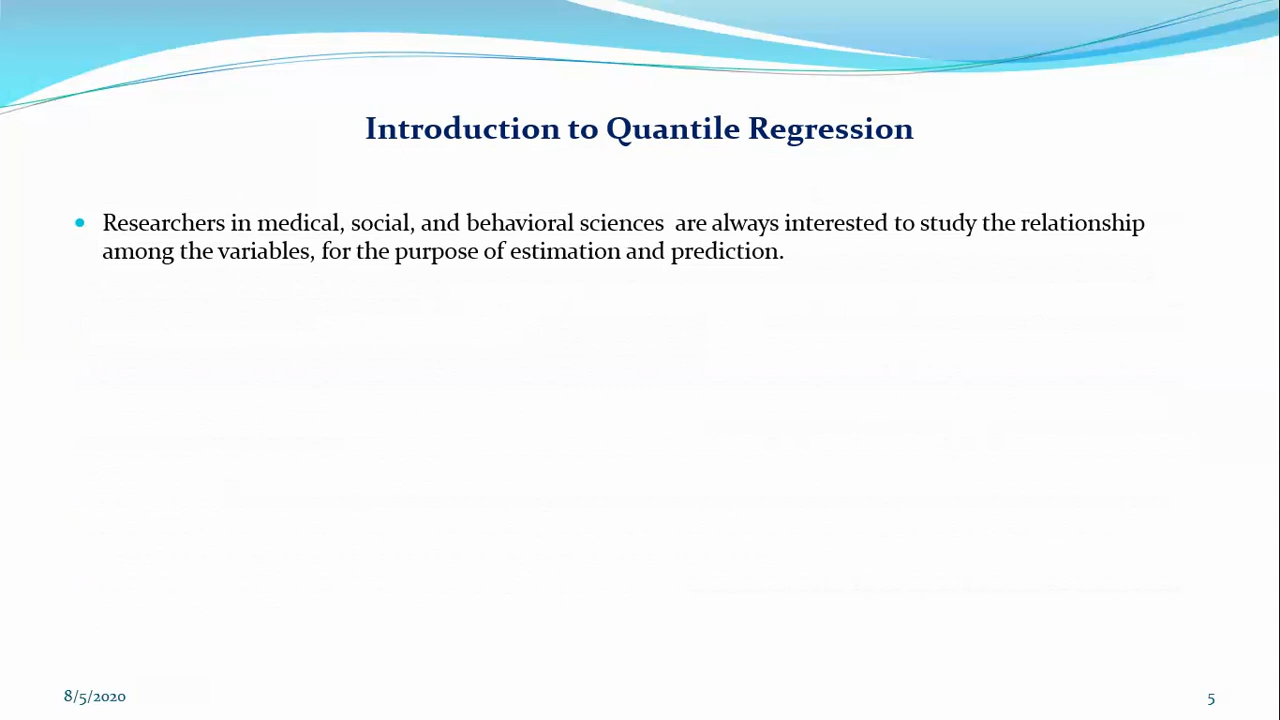 Introduction to Quantile Regression
• Researchers in medical, social, and behavioral sciences  are always interested to study the relationship
among the variables, for the purpose of estimation and prediction.
8/5/2020
5